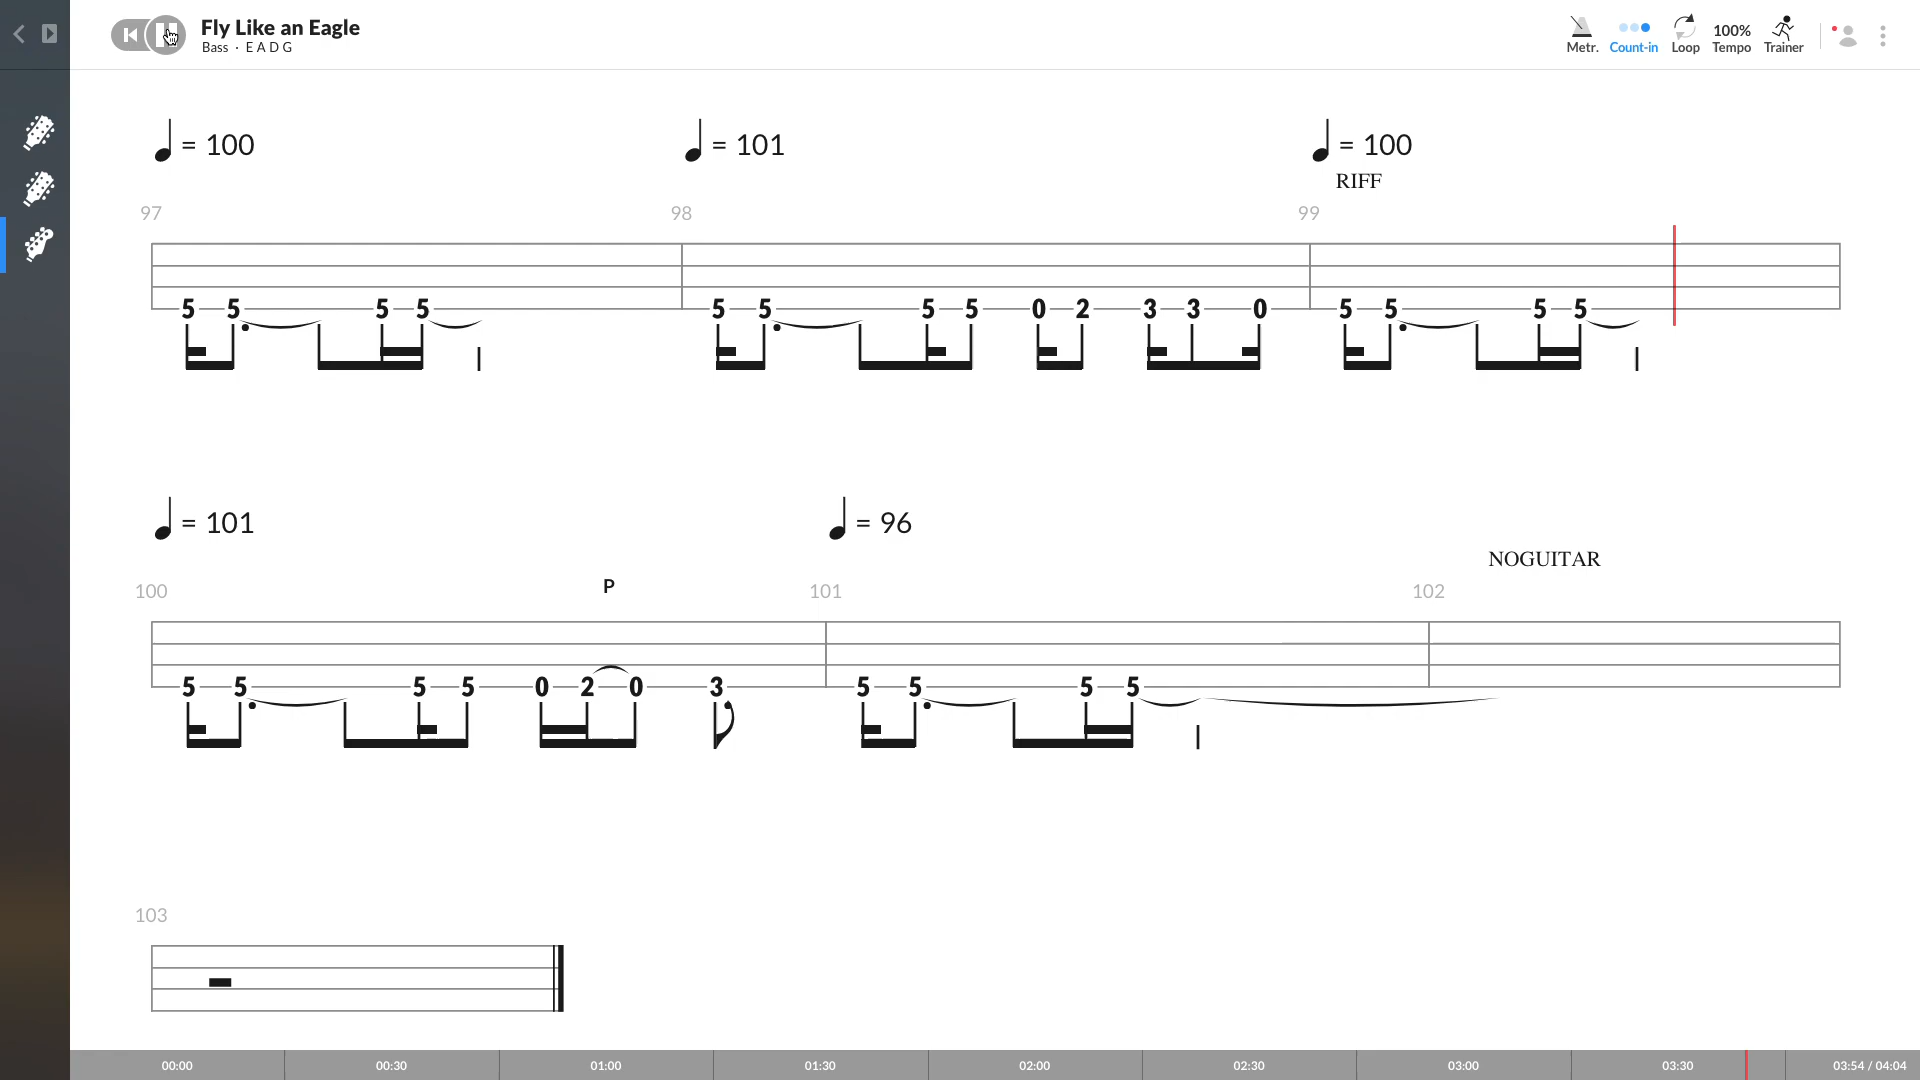 Fly Like an Eagle
Bass · E A D G
Metr.
Count-in
Loop
100%
Tempo
Trainer
= 100
= 101
= 100
RIFF
97
98
99
5 5 5 5
5 5 5 5 0 2 3 3 0
5 5 5 5
= 101
= 96
NOGUITAR
100
P
101
102
5 5 5 5 0 2 0 3
5 5 5 5
103
00:00
00:30
01:00
01:30
02:00
02:30
03:00
03:30
03:54 / 04:04